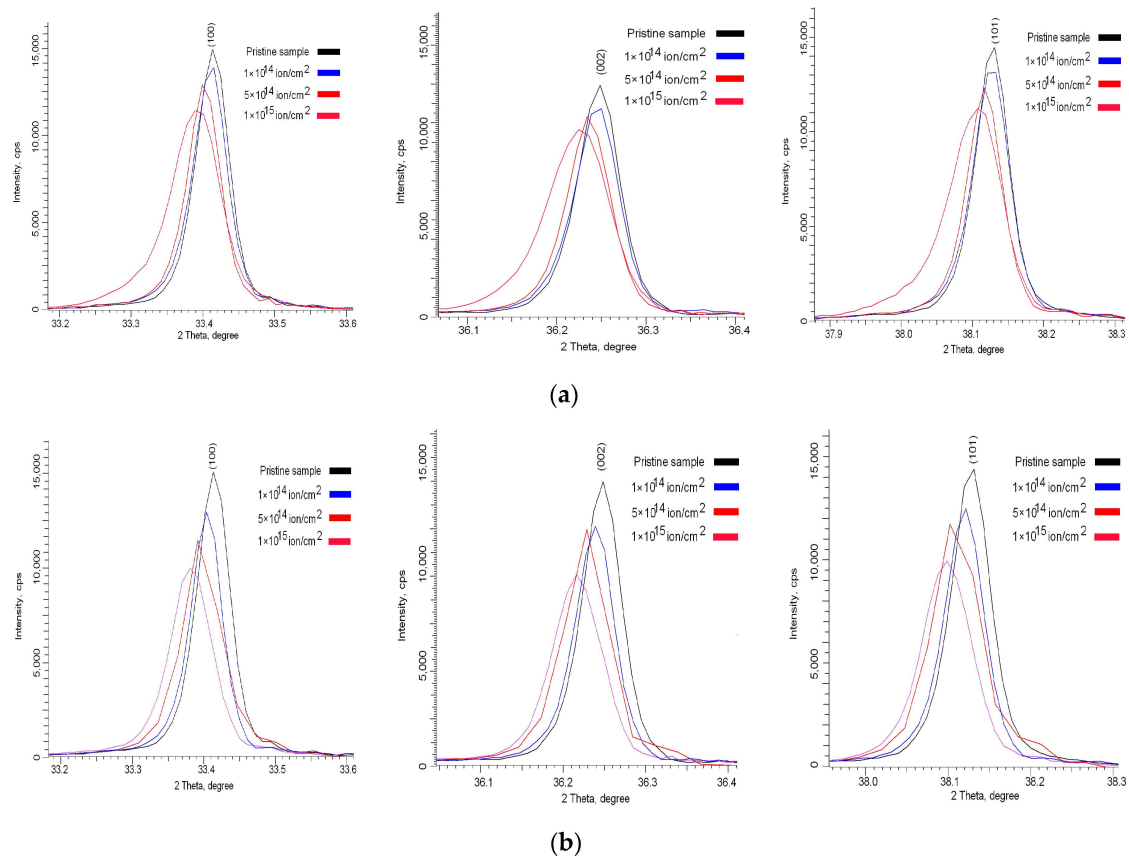 (100)
Pristine sample
1×10^14 ion/cm^2
5×10^14 ion/cm^2
1×10^15 ion/cm^2
Intensity, cps
15,000
10,000
5,000
0
33.2 33.3 33.4 33.5 33.6
2 Theta, degree
(002)
Pristine sample
1×10^14 ion/cm^2
5×10^14 ion/cm^2
1×10^15 ion/cm^2
Intensity, cps
15,000
10,000
5,000
0
36.1 36.2 36.3 36.4
2 Theta, degree
(101)
Pristine sample
1×10^14 ion/cm^2
5×10^14 ion/cm^2
1×10^15 ion/cm^2
Intensity, cps
15,000
10,000
5,000
0
37.9 38.0 38.1 38.2 38.3
2 Theta, degree
(a)
(100)
Pristine sample
1×10^14 ion/cm^2
5×10^14 ion/cm^2
1×10^15 ion/cm^2
Intensity, cps
15,000
10,000
5,000
0
33.2 33.3 33.4 33.5 33.6
2 Theta, degree
(002)
Pristine sample
1×10^14 ion/cm^2
5×10^14 ion/cm^2
1×10^15 ion/cm^2
Intensity, cps
15,000
10,000
5,000
0
36.1 36.2 36.3 36.4
2 Theta, degree
(101)
Pristine sample
1×10^14 ion/cm^2
5×10^14 ion/cm^2
1×10^15 ion/cm^2
Intensity, cps
15,000
10,000
5,000
0
38.0 38.1 38.2 38.3
2 Theta, degree
(b)